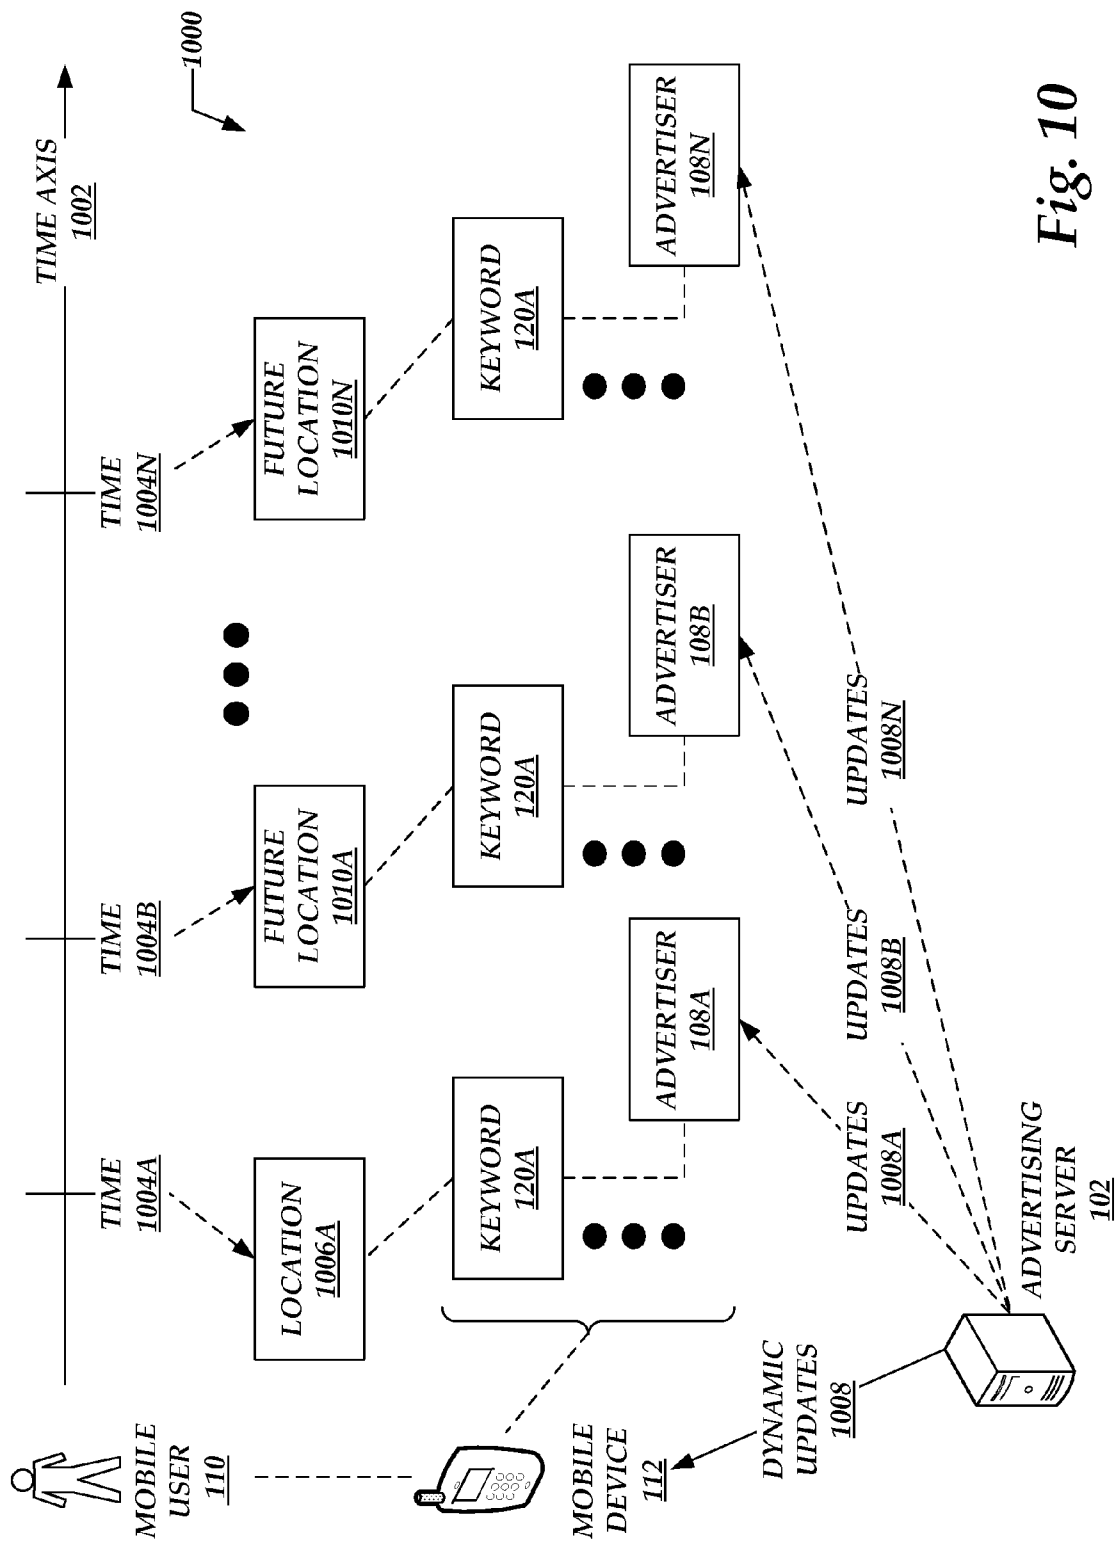 MOBILE
USER
110
TIME AXIS
1002
1000
TIME
1004A
TIME
1004B
TIME
1004N
LOCATION
1006A
FUTURE
LOCATION
1010A
FUTURE
LOCATION
1010N
KEYWORD
120A
KEYWORD
120A
KEYWORD
120A
MOBILE
DEVICE
112
ADVERTISER
108A
ADVERTISER
108B
ADVERTISER
108N
DYNAMIC
UPDATES
1008
UPDATES
1008A
UPDATES
1008B
UPDATES
1008N
ADVERTISING
SERVER
102
Fig. 10